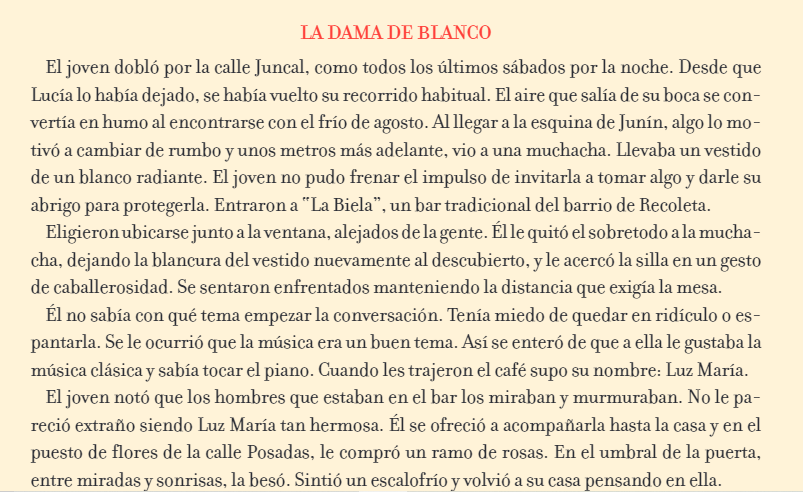 LA DAMA DE BLANCO
El joven dobló por la calle Juncal, como todos los últimos sábados por la noche. Desde que
Lucía lo había dejado, se había vuelto su recorrido habitual. El aire que salía de su boca se con-
vertía en humo al encontrarse con el frío de agosto. Al llegar a la esquina de Junín, algo lo mo-
tivó a cambiar de rumbo y unos metros más adelante, vio a una muchacha. Llevaba un vestido
de un blanco radiante. El joven no pudo frenar el impulso de invitarla a tomar algo y darle su
abrigo para protegerla. Entraron a "La Biela", un bar tradicional del barrio de Recoleta.
Eligieron ubicarse junto a la ventana, alejados de la gente. Él le quitó el sobretodo a la mucha-
cha, dejando la blancura del vestido nuevamente al descubierto, y le acercó la silla en un gesto
de caballerosidad. Se sentaron enfrentados manteniendo la distancia que exigía la mesa.
Él no sabía con qué tema empezar la conversación. Tenía miedo de quedar en ridículo o es-
pantarla. Se le ocurrió que la música era un buen tema. Así se enteró de que a ella le gustaba la
música clásica y sabía tocar el piano. Cuando les trajeron el café supo su nombre: Luz María.
El joven notó que los hombres que estaban en el bar los miraban y murmuraban. No le pa-
reció extraño siendo Luz María tan hermosa. Él se ofreció a acompañarla hasta la casa y en el
puesto de flores de la calle Posadas, le compró un ramo de rosas. En el umbral de la puerta,
entre miradas y sonrisas, la besó. Sintió un escalofrío y volvió a su casa pensando en ella.